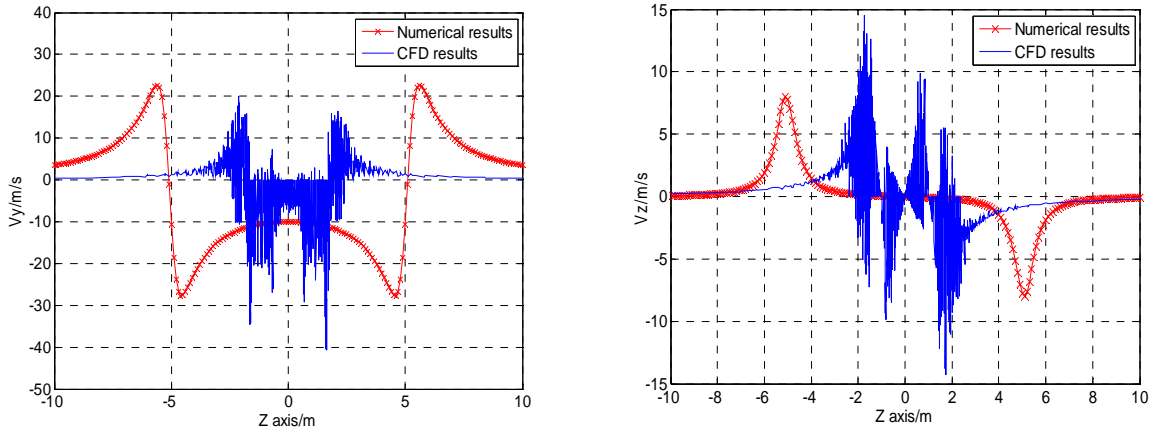 40
30
20
10
0
-10
-20
-30
-40
-50
Vy/m/s
-10 -5 0 5 10
Z axis/m
Numerical results
CFD results
15
10
5
0
-5
-10
-15
Vz/m/s
-10 -8 -6 -4 -2 0 2 4 6 8 10
Z axis/m
Numerical results
CFD results